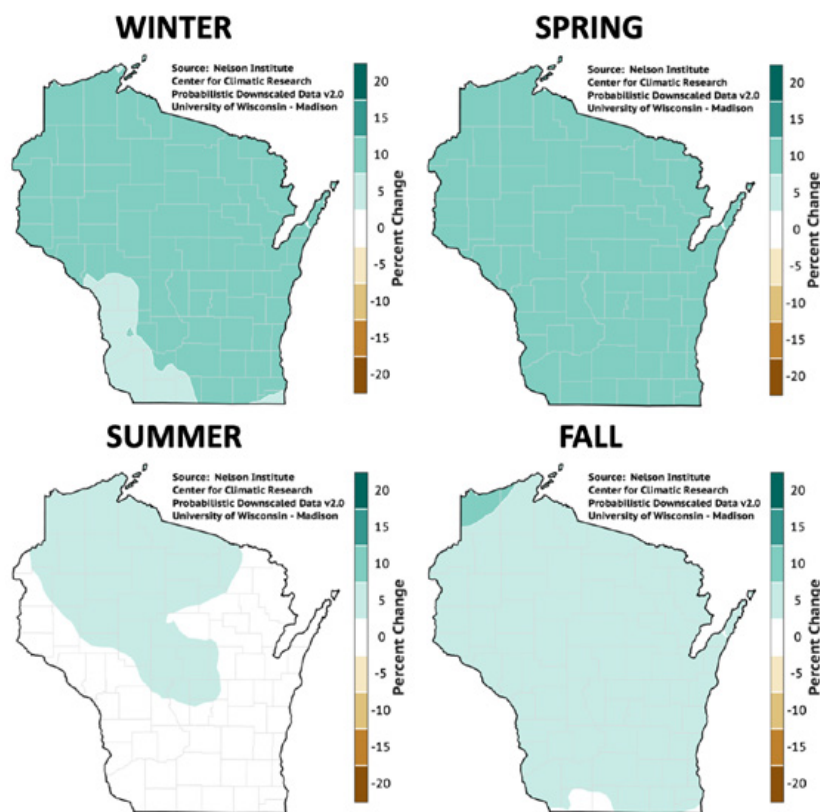 WINTER
Source: Nelson Institute
Center for Climatic Research
Probabilistic Downscaled Data v2.0
University of Wisconsin - Madison
20
15
10
5
0
-5
-10
-15
-20
Percent Change
SPRING
Source: Nelson Institute
Center for Climatic Research
Probabilistic Downscaled Data v2.0
University of Wisconsin - Madison
20
15
10
5
0
-5
-10
-15
-20
Percent Change
SUMMER
Source: Nelson Institute
Center for Climatic Research
Probabilistic Downscaled Data v2.0
University of Wisconsin - Madison
20
15
10
5
0
-5
-10
-15
-20
Percent Change
FALL
Source: Nelson Institute
Center for Climatic Research
Probabilistic Downscaled Data v2.0
University of Wisconsin - Madison
20
15
10
5
0
-5
-10
-15
-20
Percent Change